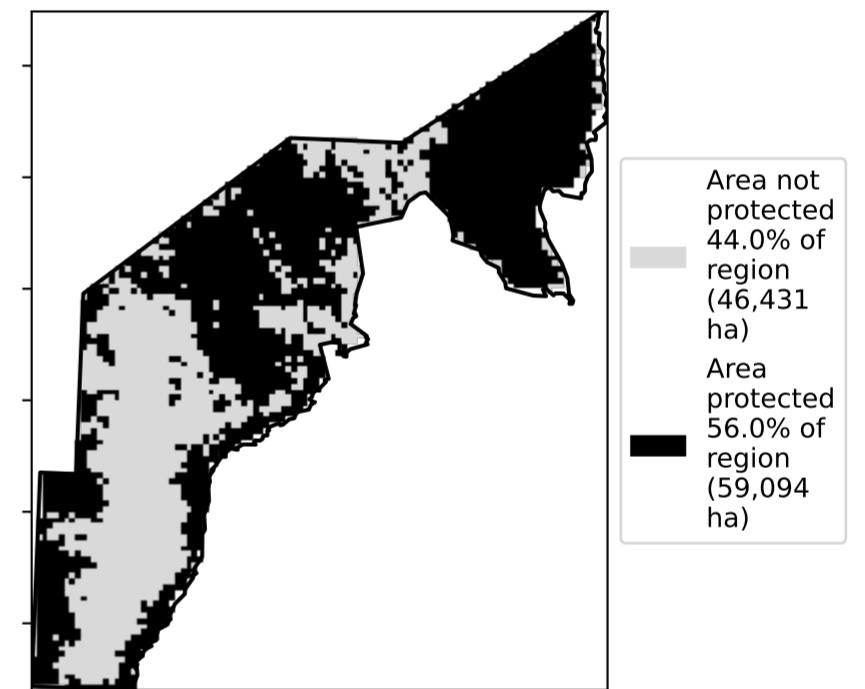 Area not
protected
44.0% of
region
(46,431
ha)
Area
protected
56.0% of
region
(59,094
ha)